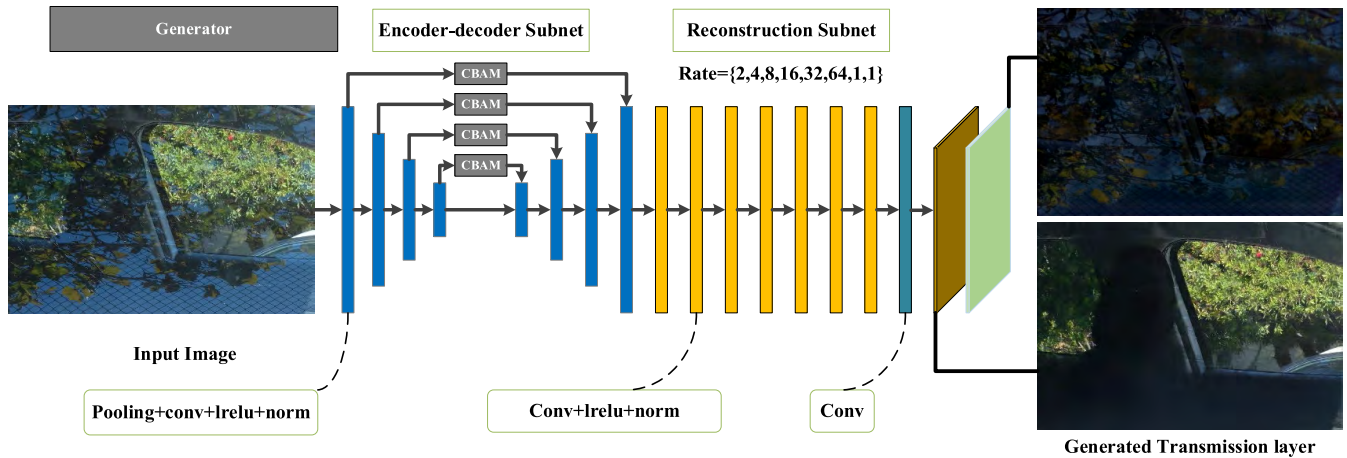 Generator
Encoder-decoder Subnet
Reconstruction Subnet
Rate={2,4,8,16,32,64,1,1}
CBAM
CBAM
CBAM
CBAM
Input Image
Pooling+conv+lrelu+norm
Conv+lrelu+norm
Conv
Generated Transmission layer